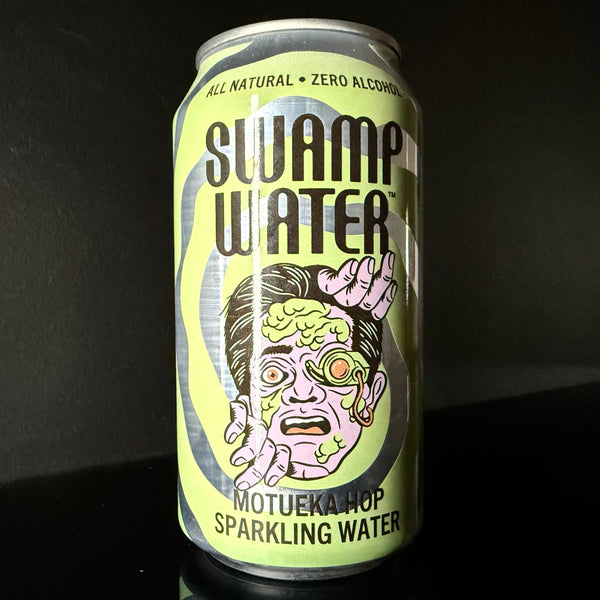 ALL NATURAL • ZERO ALCOHOL
SWAMP
WATER™
MOTUEKA HOP
SPARKLING WATER